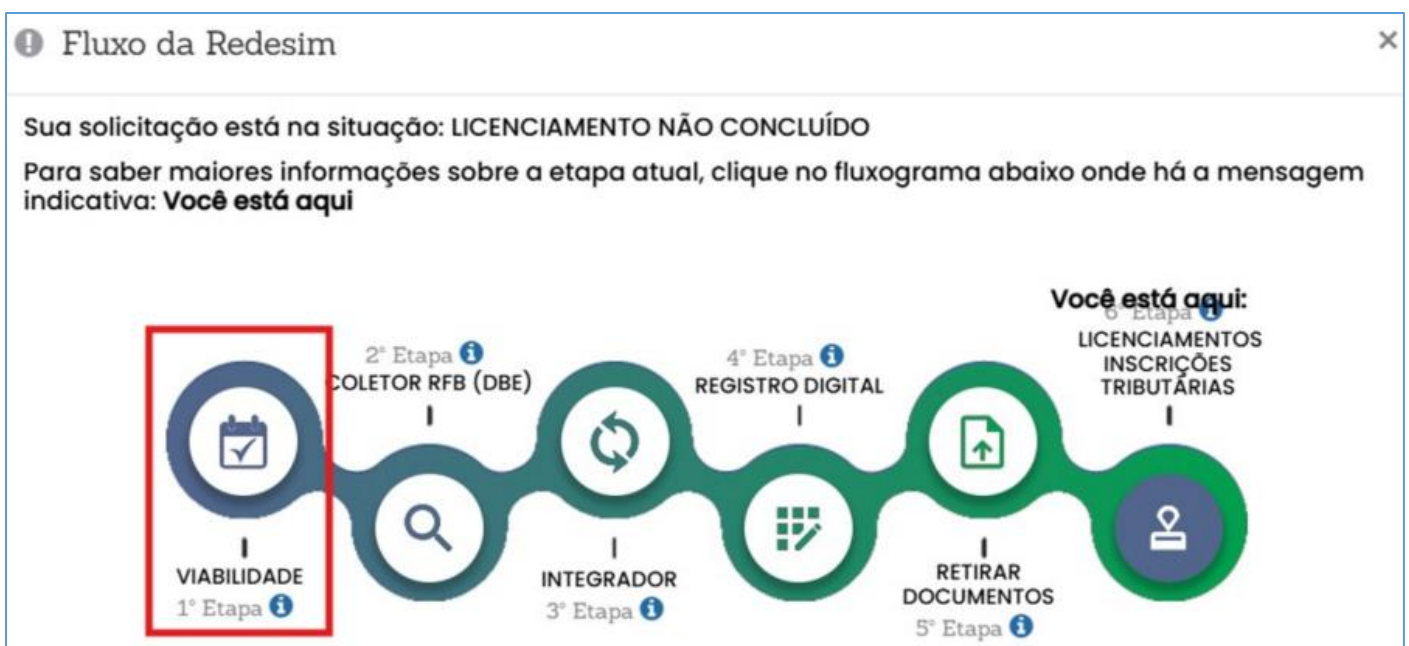 Fluxo da Redesim
×
Sua solicitação está na situação: LICENCIAMENTO NÃO CONCLUÍDO
Para saber maiores informações sobre a etapa atual, clique no fluxograma abaixo onde há a mensagem
indicativa: Você está aqui
VIABILIDADE
1° Etapa
2° Etapa
COLETOR RFB (DBE)
INTEGRADOR
3° Etapa
4° Etapa
REGISTRO DIGITAL
RETIRAR
DOCUMENTOS
5° Etapa
Você está aqui:
6° Etapa
LICENCIAMENTOS
INSCRIÇÕES
TRIBUTÁRIAS